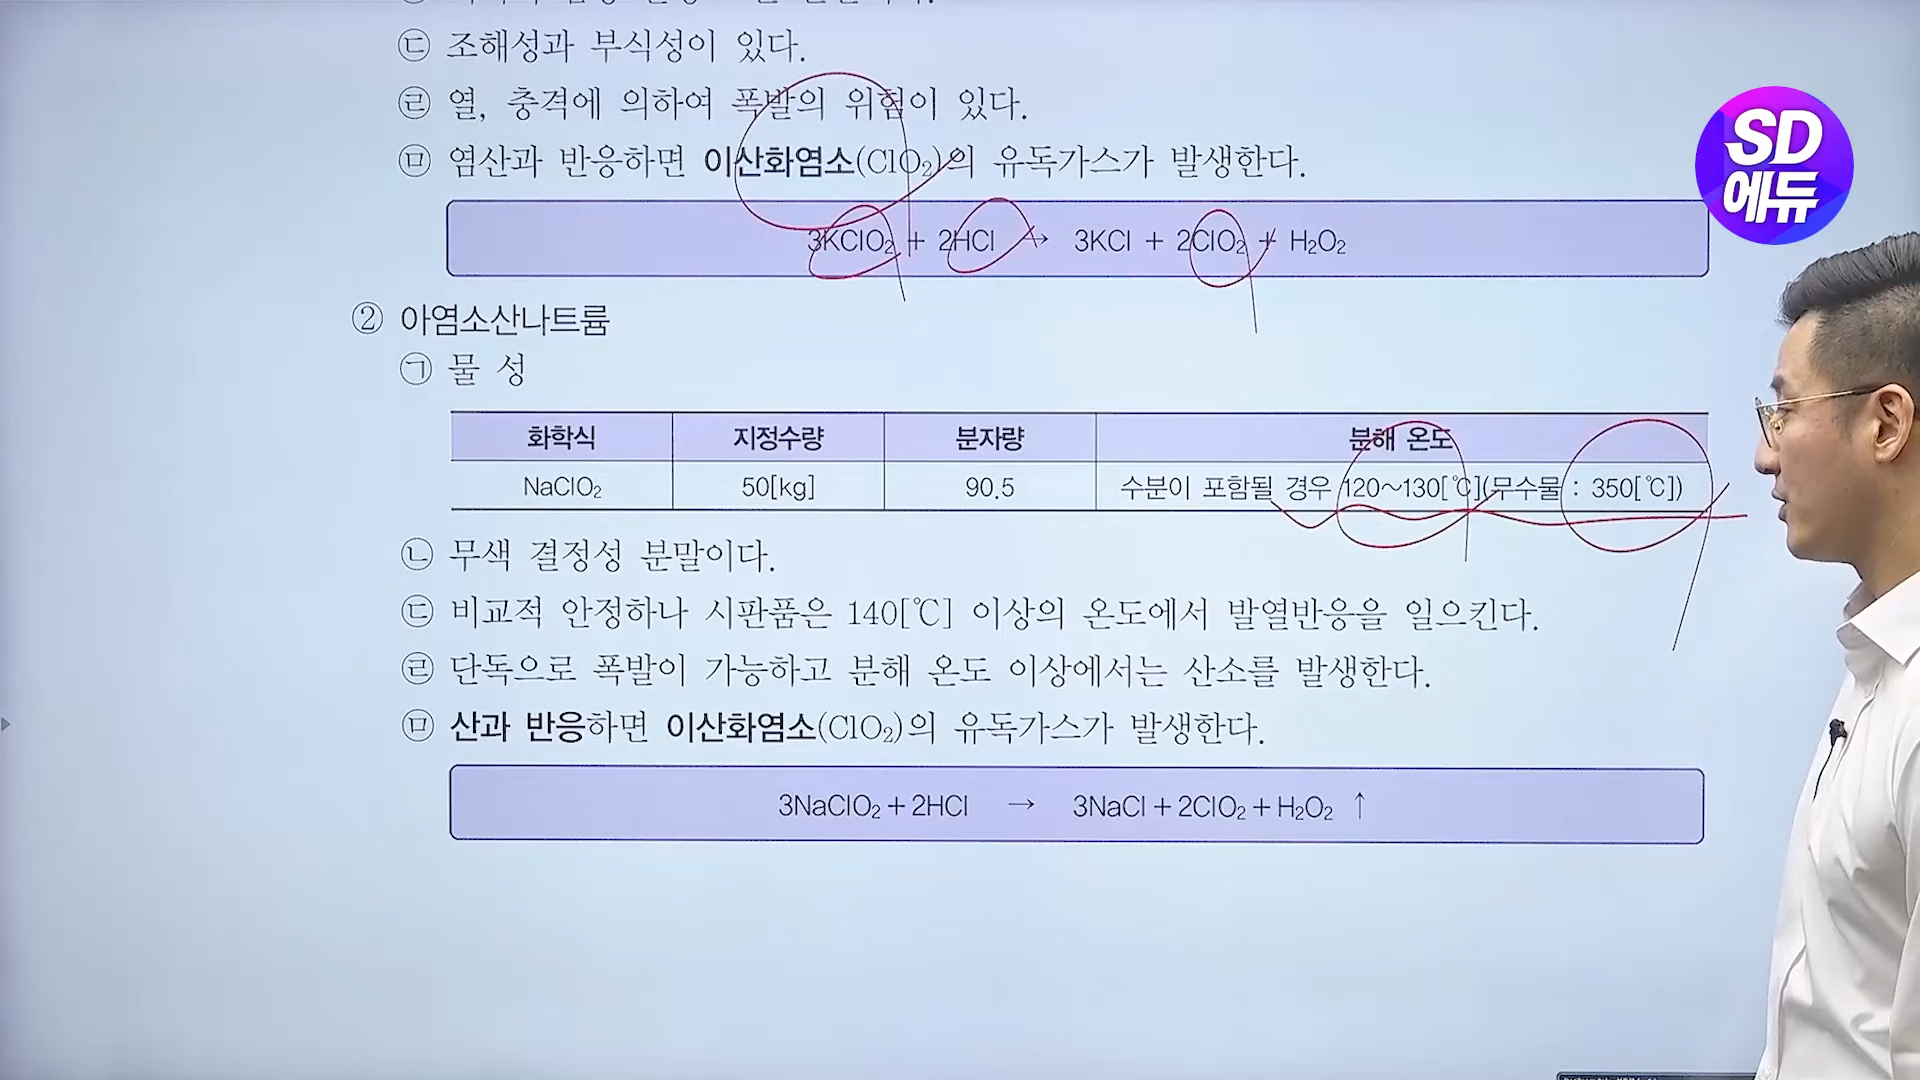 ㉢ 조해성과 부식성이 있다.
㉣ 열, 충격에 의하여 폭발의 위험이 있다.
㉤ 염산과 반응하면 이산화염소(ClO₂)의 유독가스가 발생한다.
3KClO₂ + 2HCl → 3KCl + 2ClO₂ + H₂O₂
② 아염소산나트륨
㉠ 물 성
화학식 지정수량 분자량 분해 온도
NaClO₂ 50[kg] 90.5 수분이 포함될 경우 120~130[℃](무수물 : 350[℃])
㉡ 무색 결정성 분말이다.
㉢ 비교적 안정하나 시판품은 140[℃] 이상의 온도에서 발열반응을 일으킨다.
㉣ 단독으로 폭발이 가능하고 분해 온도 이상에서는 산소를 발생한다.
㉤ 산과 반응하면 이산화염소(ClO₂)의 유독가스가 발생한다.
3NaClO₂+2HCl → 3NaCl+2ClO₂+H₂O₂ ↑
SD
에듀